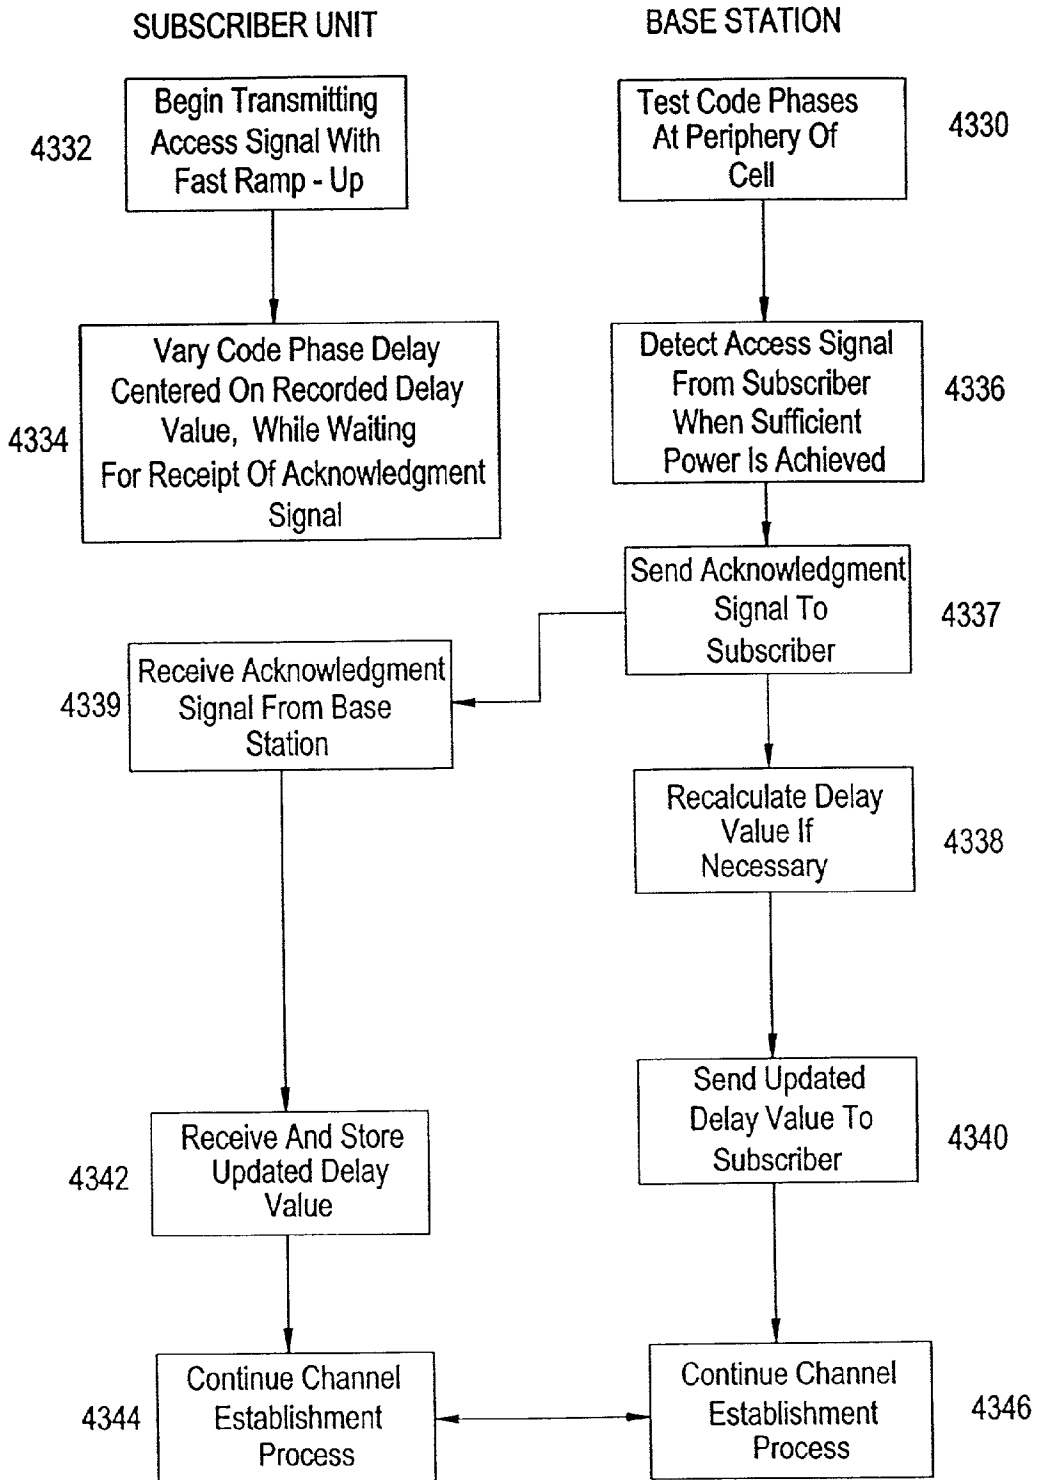 SUBSCRIBER UNIT
BASE STATION
4332
Begin Transmitting
Access Signal With
Fast Ramp - Up
Test Code Phases
At Periphery Of
Cell
4330
4334
Vary Code Phase Delay
Centered On Recorded Delay
Value, While Waiting
For Receipt Of Acknowledgment
Signal
Detect Access Signal
From Subscriber
When Sufficient
Power Is Achieved
4336
Send Acknowledgment
Signal To
Subscriber
4337
4339
Receive Acknowledgment
Signal From Base
Station
Recalculate Delay
Value If
Necessary
4338
Send Updated
Delay Value To
Subscriber
4340
4342
Receive And Store
Updated Delay
Value
4344
Continue Channel
Establishment
Process
Continue Channel
Establishment
Process
4346